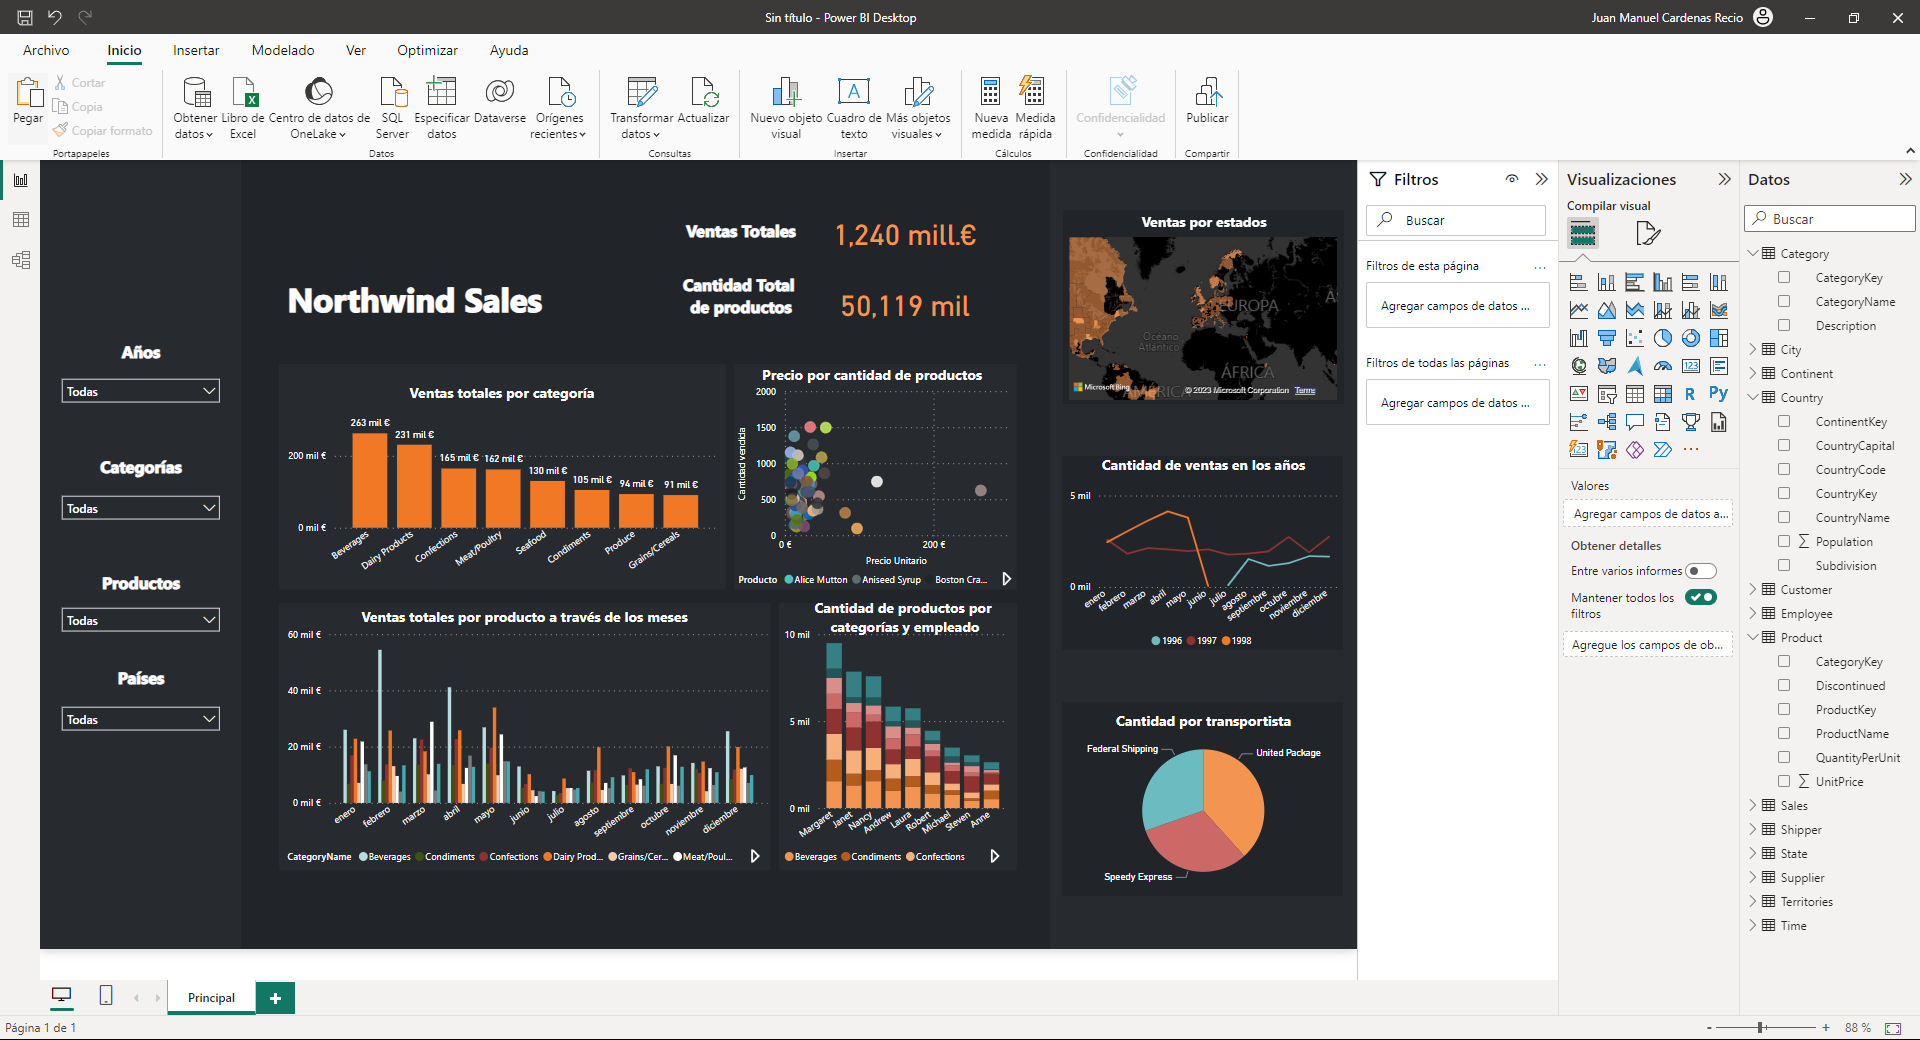 Sin título - Power BI Desktop
Juan Manuel Cardenas Recio
Archivo
Inicio
Insertar
Modelado
Ver
Optimizar
Ayuda
Pegar
Cortar
Copia
Copiar formato
Portapapeles
Obtener
datos
Libro de
Excel
Centro de datos de
OneLake
SQL
Server
Especificar
datos
Dataverse
Orígenes
recientes
Datos
Transformar
datos
Actualizar
Consultas
Nuevo objeto
visual
Cuadro de
texto
Más objetos
visuales
Insertar
Nueva
medida
Medida
rápida
Cálculos
Confidencialidad
Confidencialidad
Publicar
Compartir
Northwind Sales
Ventas Totales
1,240 mill.€
Cantidad Total
de productos
50,119 mil
Años
Todas
Categorías
Todas
Productos
Todas
Países
Todas
Ventas totales por categoría
200 mil €
0 mil €
263 mil €
231 mil €
165 mil €
162 mil €
130 mil €
105 mil €
94 mil €
91 mil €
Beverages
Dairy Products
Confections
Meat/Poultry
Seafood
Condiments
Produce
Grains/Cereals
Precio por cantidad de productos
2000
1500
1000
500
0
Cantidad vendida
0 €
200 €
Precio Unitario
Producto
Alice Mutton
Aniseed Syrup
Boston Cra...
Ventas totales por producto a través de los meses
60 mil €
40 mil €
20 mil €
0 mil €
enero
febrero
marzo
abril
mayo
junio
julio
agosto
septiembre
octubre
noviembre
diciembre
CategoryName
Beverages
Condiments
Confections
Dairy Prod...
Grains/Cer...
Meat/Poul...
Cantidad de productos por
categorías y empleado
10 mil
5 mil
0 mil
Margaret
Janet
Nancy
Andrew
Laura
Robert
Michael
Steven
Anne
Beverages
Condiments
Confections
Ventas por estados
EUROPA
Océano
Atlántico
ÁFRICA
AMÉRICA
Microsoft Bing
© 2023 Microsoft Corporation
Terms
Cantidad de ventas en los años
5 mil
0 mil
enero
febrero
marzo
abril
mayo
junio
julio
agosto
septiembre
octubre
noviembre
diciembre
1996
1997
1998
Cantidad por transportista
Federal Shipping
United Package
Speedy Express
Filtros
Buscar
Filtros de esta página
...
Agregar campos de datos ...
Filtros de todas las páginas
...
Agregar campos de datos ...
Visualizaciones
Compilar visual
123
R
Py
...
Valores
Agregar campos de datos a...
Obtener detalles
Entre varios informes
Mantener todos los
filtros
Agregue los campos de ob...
Datos
Buscar
Category
CategoryKey
CategoryName
Description
City
Continent
Country
ContinentKey
CountryCapital
CountryCode
CountryKey
CountryName
∑ Population
Subdivision
Customer
Employee
Product
CategoryKey
Discontinued
ProductKey
ProductName
QuantityPerUnit
∑ UnitPrice
Sales
Shipper
State
Supplier
Territories
Time
Principal
+
Página 1 de 1
- + 88 %